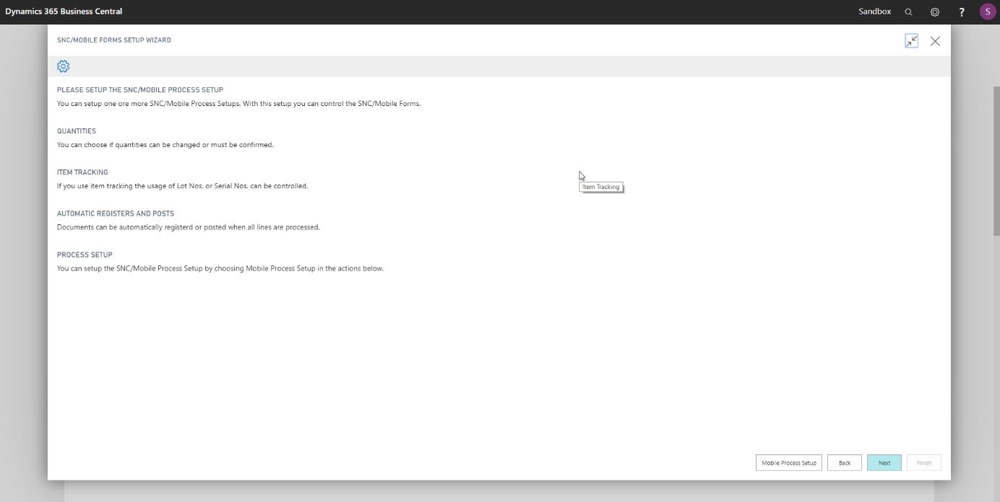 Dynamics 365 Business Central
Sandbox
?
S
SNC/MOBILE FORMS SETUP WIZARD
PLEASE SETUP THE SNC/MOBILE PROCESS SETUP
You can setup one ore more SNC/Mobile Process Setups. With this setup you can control the SNC/Mobile Forms.
QUANTITIES
You can choose if quantities can be changed or must be confirmed.
ITEM TRACKING
If you use item tracking the usage of Lot Nos. or Serial Nos. can be controlled.
Item Tracking
AUTOMATIC REGISTERS AND POSTS
Documents can be automatically registerd or posted when all lines are processed.
PROCESS SETUP
You can setup the SNC/Mobile Process Setup by choosing Mobile Process Setup in the actions below.
Mobile Process Setup
Back
Next
Finish